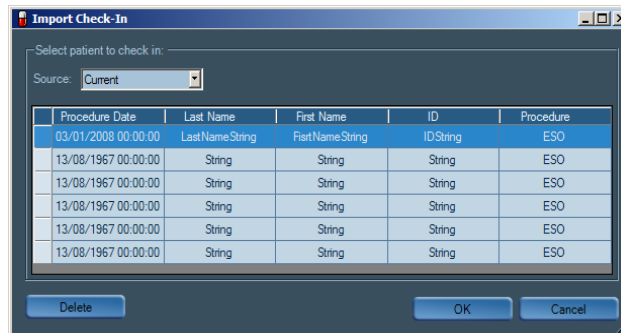 Import Check-In
Select patient to check in:
Source: Current
Procedure Date Last Name First Name ID Procedure
03/01/2008 00:00:00 LastNameString FisrtNameString IDString ESO
13/08/1967 00:00:00 String String String ESO
13/08/1967 00:00:00 String String String ESO
13/08/1967 00:00:00 String String String ESO
13/08/1967 00:00:00 String String String ESO
13/08/1967 00:00:00 String String String ESO
Delete OK Cancel